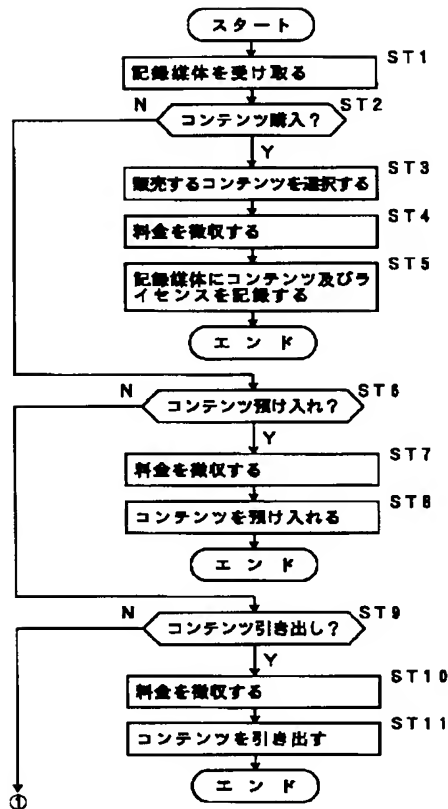 スタート
ST1
記録媒体を受け取る
N
ST2
コンテンツ購入？
Y
ST3
販売するコンテンツを選択する
ST4
料金を徴収する
ST5
記録媒体にコンテンツ及びラ
イセンスを記録する
エンド
N
ST6
コンテンツ預け入れ？
Y
ST7
料金を徴収する
ST8
コンテンツを預け入れる
エンド
N
ST9
コンテンツ引き出し？
Y
ST10
料金を徴収する
ST11
コンテンツを引き出す
エンド
①